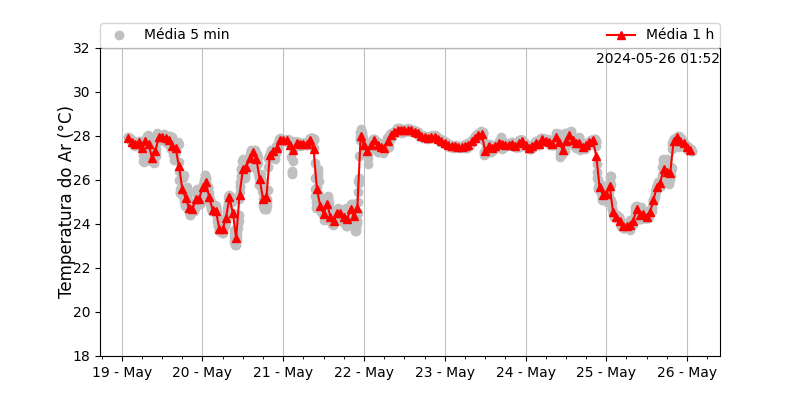 Média 5 min
Média 1 h
2024-05-26 01:52
Temperatura do Ar (°C)
32
30
28
26
24
22
20
18
19 - May
20 - May
21 - May
22 - May
23 - May
24 - May
25 - May
26 - May